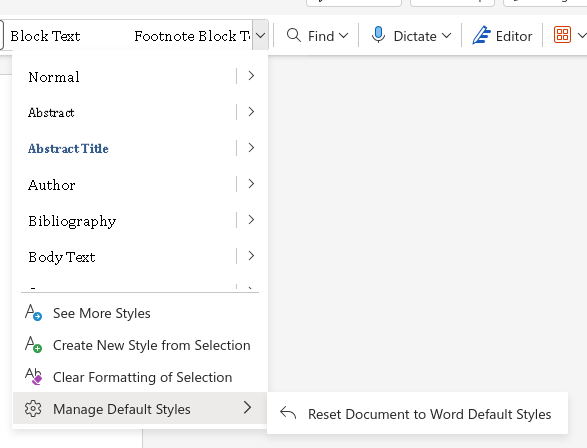 Block Text Footnote Block T
Find Dictate Editor
Normal
Abstract
Abstract Title
Author
Bibliography
Body Text
See More Styles
Create New Style from Selection
Clear Formatting of Selection
Manage Default Styles
Reset Document to Word Default Styles